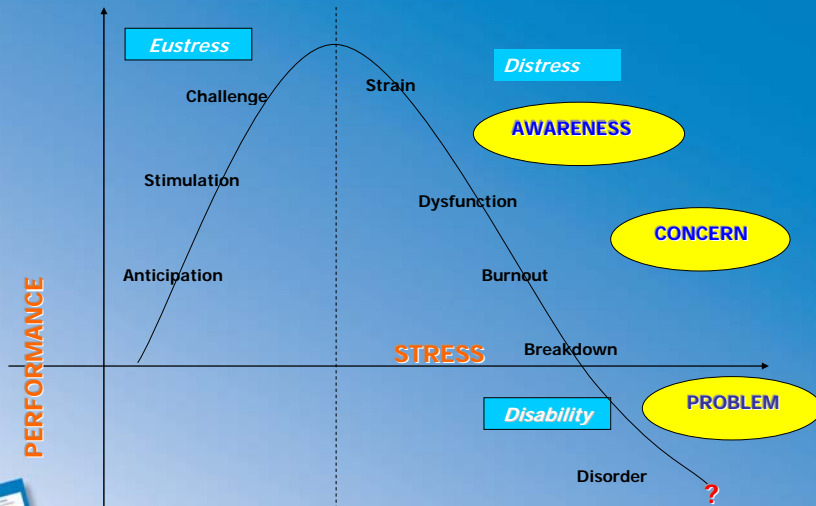 Eustress
Distress
Challenge
Strain
AWARENESS
Stimulation
Dysfunction
CONCERN
Anticipation
Burnout
PERFORMANCE
STRESS
Breakdown
Disability
PROBLEM
Disorder
?